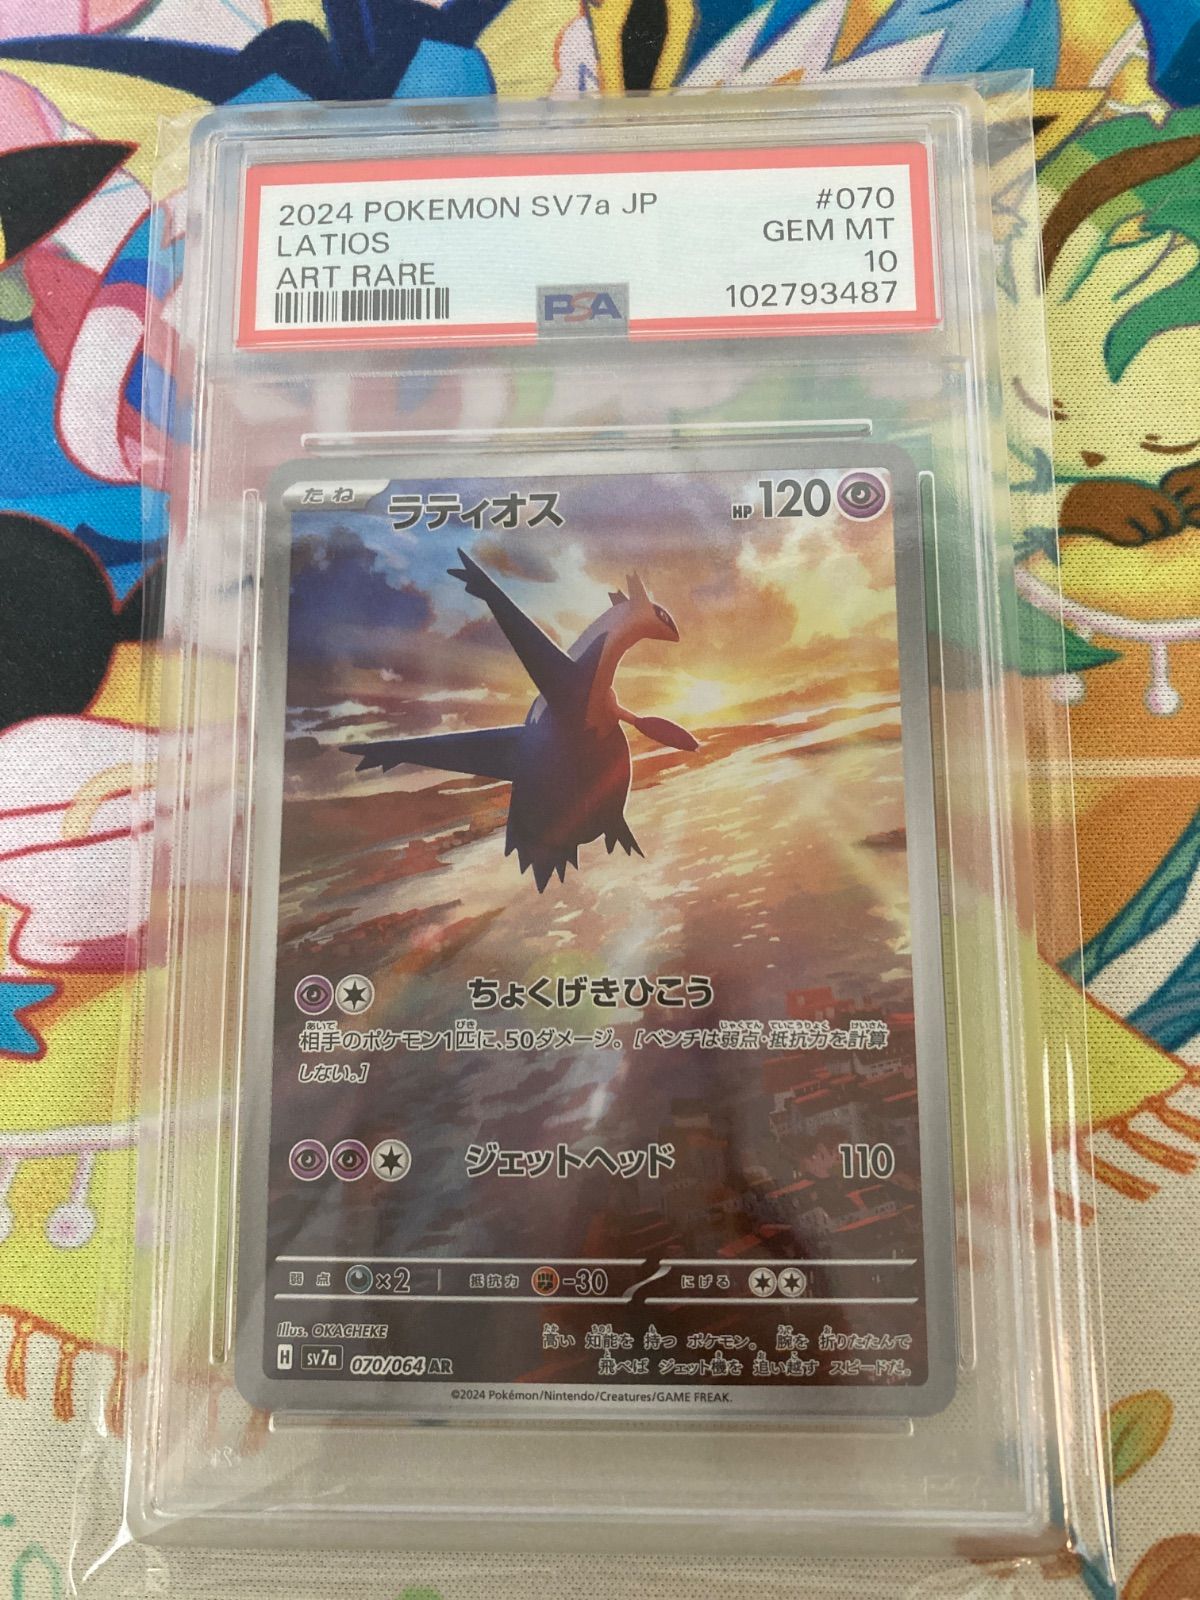 2024 POKEMON SV7a JP #070
LATIOS GEM MT
ART RARE 10
PSA 102793487
たね ラティオス HP 120
ちょくげきひこう
相手のポケモン1匹に、50ダメージ。[ベンチは弱点・抵抗力を計算
しない。]
ジェットヘッド 110
弱点 ×2 抵抗力 -30 にげる
Illus. OKACHEKE
高い 知能を 持つ ポケモン。 腕を 折りたたんで
飛べば ジェット機を 追い越す スピードだ。
H sv7a 070/064 AR
©2024 Pokémon/Nintendo/Creatures/GAME FREAK.